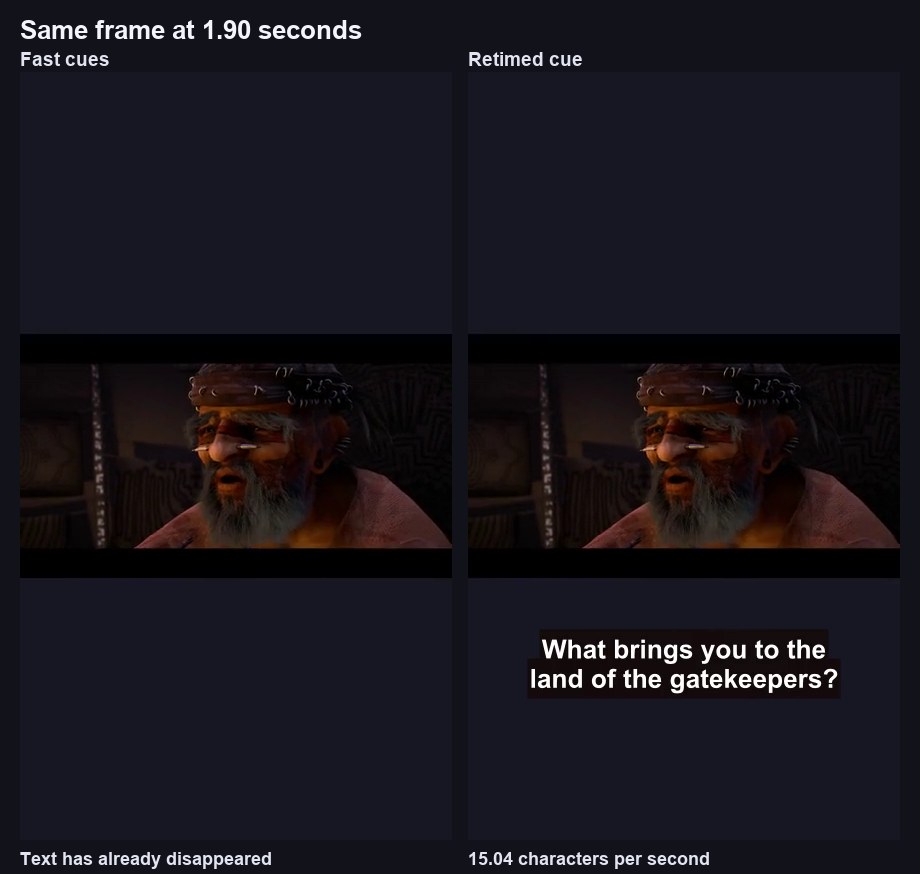 Same frame at 1.90 seconds
Fast cues
Retimed cue
What brings you to the
land of the gatekeepers?
Text has already disappeared
15.04 characters per second